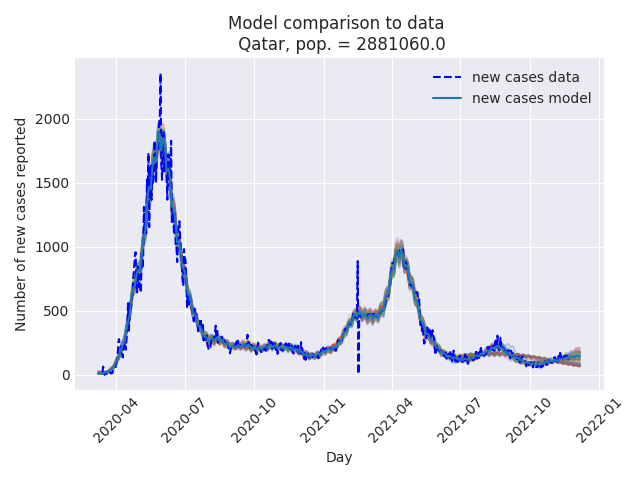 Model comparison to data
Qatar, pop. = 2881060.0
new cases data
new cases model
Number of new cases reported
2000
1500
1000
500
0
2020-04
2020-07
2020-10
2021-01
2021-04
2021-07
2021-10
2022-01
Day